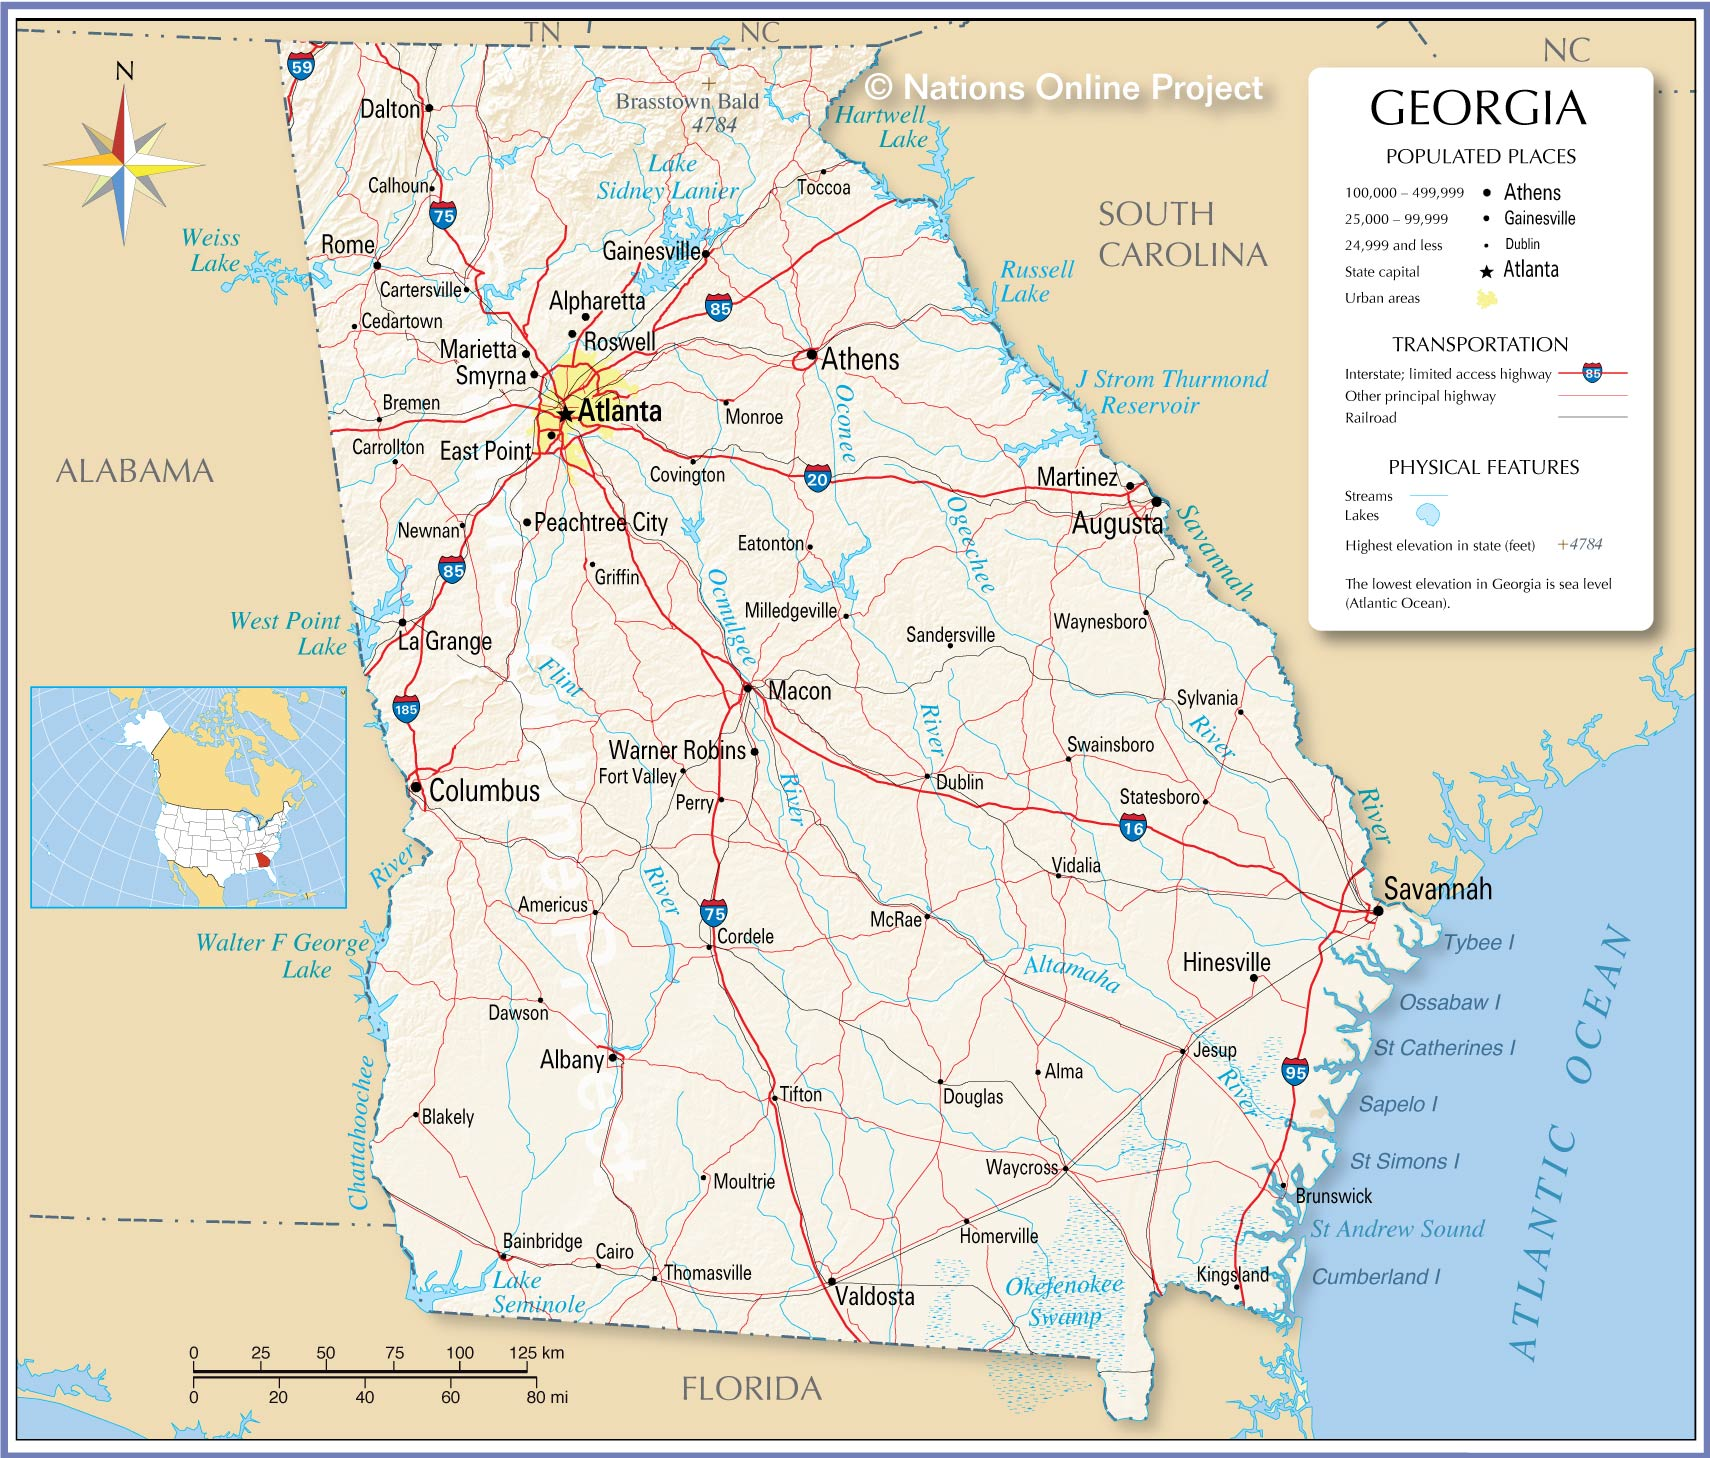 TN
NC
NC
© Nations Online Project
N
59
Dalton
Brasstown Bald
4784
Hartwell
Lake
Calhoun
75
Lake
Sidney Lanier
Toccoa
SOUTH
CAROLINA
Weiss
Lake
Rome
Gainesville
Russell
Lake
Cartersville
Alpharetta
85
Cedartown
Roswell
Marietta
Smyrna
Athens
J Strom Thurmond
Reservoir
Bremen
Atlanta
Monroe
Oconee
Carrollton
East Point
ALABAMA
Covington
20
Martinez
Augusta
Savannah
Newnan
Peachtree City
Ogeechee
Eatonton
85
Griffin
Ocmulgee
West Point
Lake
La Grange
Milledgeville
Sandersville
Waynesboro
Flint
Macon
Sylvania
185
River
River
Warner Robins
Fort Valley
Swainsboro
Columbus
Perry
River
Dublin
Statesboro
River
16
River
River
Vidalia
Savannah
Americus
75
McRae
Walter F George
Lake
Cordele
Tybee I
Altamaha
Hinesville
Dawson
Ossabaw I
Albany
Jesup
St Catherines I
Chattahoochee
Alma
95
Tifton
Douglas
River
Sapelo I
Blakely
Waycross
St Simons I
Moultrie
Brunswick
Homerville
St Andrew Sound
Bainbridge
Cairo
Thomasville
Lake
Seminole
Kingsland
Cumberland I
Valdosta
Okefenokee
Swamp
ATLANTIC OCEAN
FLORIDA
0 25 50 75 100 125 km
0 20 40 60 80 mi
GEORGIA
POPULATED PLACES
100,000 – 499,999 Athens
25,000 – 99,999 Gainesville
24,999 and less Dublin
State capital Atlanta
Urban areas
TRANSPORTATION
Interstate; limited access highway 85
Other principal highway
Railroad
PHYSICAL FEATURES
Streams
Lakes
Highest elevation in state (feet) +4784
The lowest elevation in Georgia is sea level
(Atlantic Ocean).